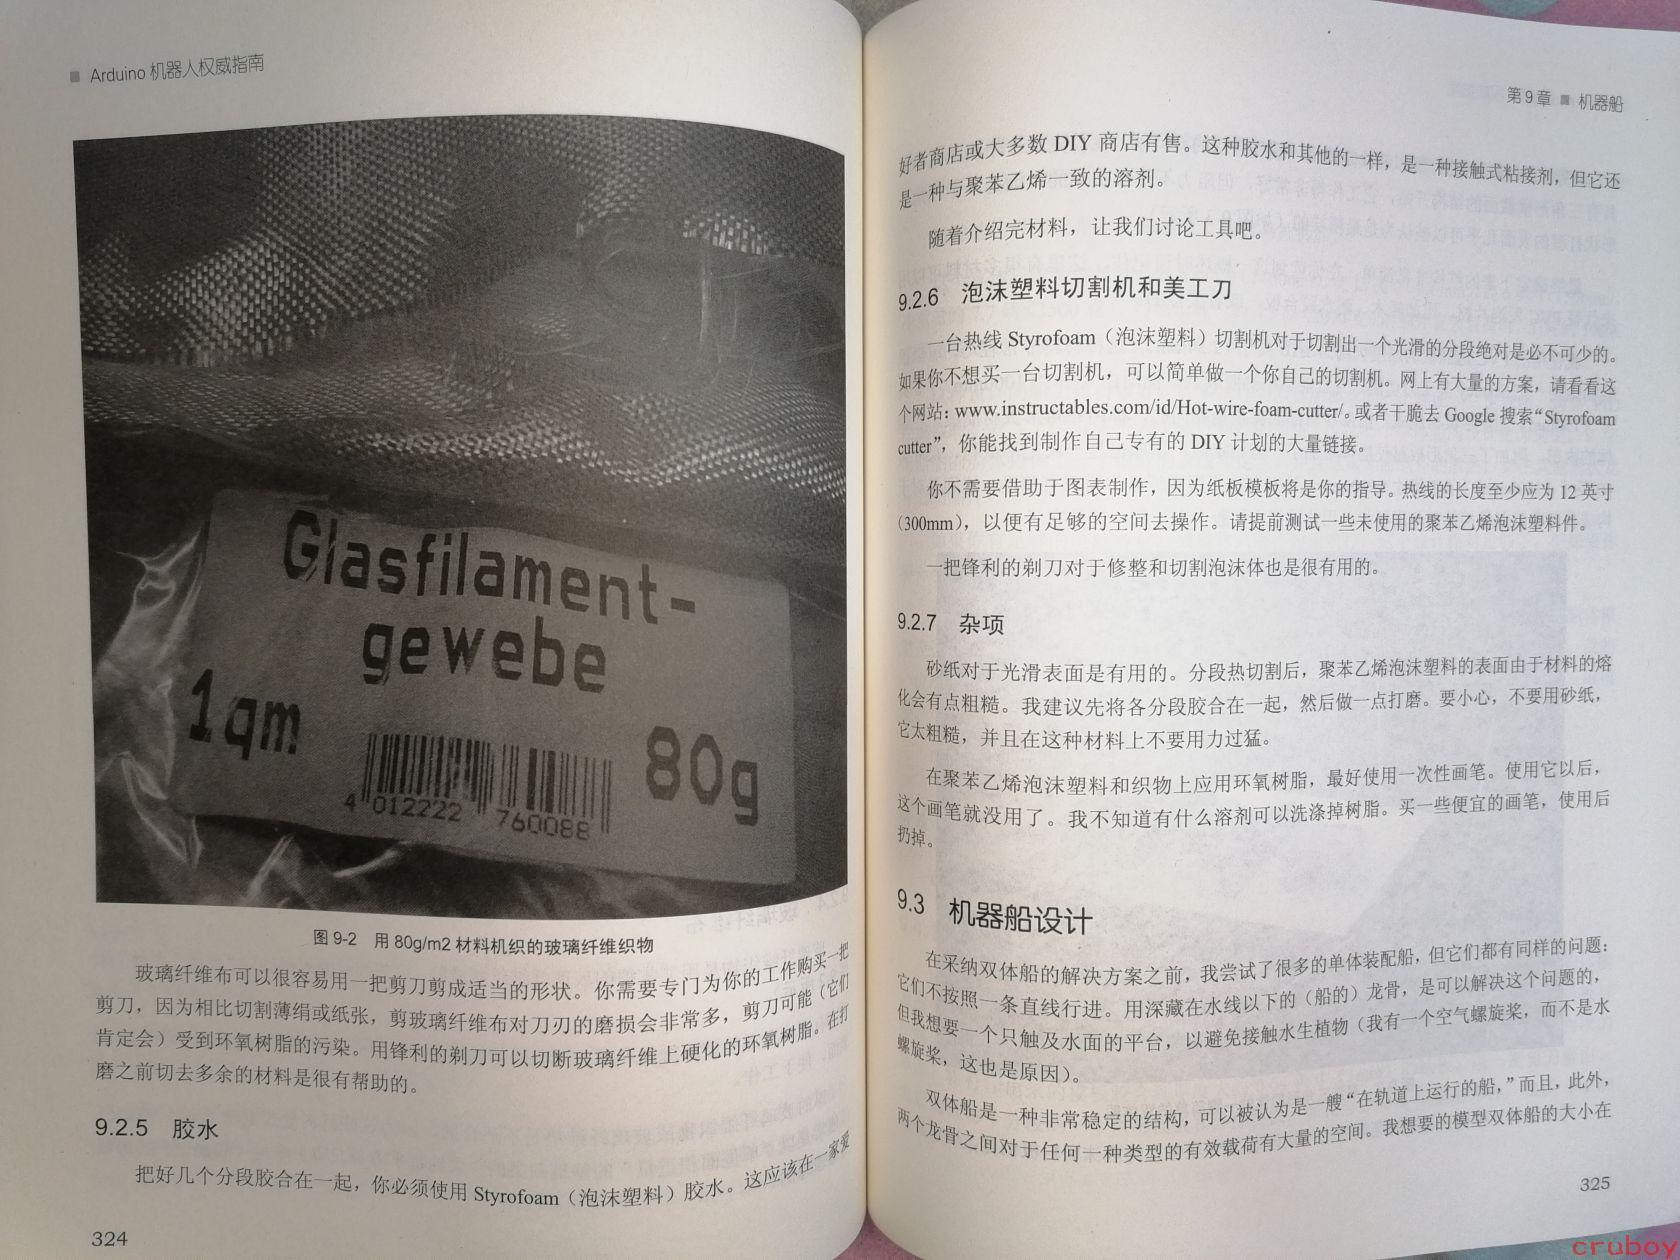 Arduino 机器人权威指南
Glasfilament-
gewebe
1qm
80g
4 012222 760088
图 9-2 用 80g/m2 材料机织的玻璃纤维织物
玻璃纤维布可以很容易用一把剪刀剪成适当的形状。你需要专门为你的工作购买一把
剪刀，因为相比切割薄绢或纸张，剪玻璃纤维布对刀刃的磨损会非常多，剪刀可能（它们
肯定会）受到环氧树脂的污染。用锋利的剃刀可以切断玻璃纤维上硬化的环氧树脂。在打
磨之前切去多余的材料是很有帮助的。
9.2.5 胶水
把好几个分段胶合在一起，你必须使用 Styrofoam（泡沫塑料）胶水。这应该在一家爱
324
第 9 章 ■ 机器船
好者商店或大多数 DIY 商店有售。这种胶水和其他的一样，是一种接触式粘接剂，但它还
是一种与聚苯乙烯一致的溶剂。
随着介绍完材料，让我们讨论工具吧。
9.2.6 泡沫塑料切割机和美工刀
一台热线 Styrofoam（泡沫塑料）切割机对于切割出一个光滑的分段绝对是必不可少的。
如果你不想买一台切割机，可以简单做一个你自己的切割机。网上有大量的方案，请看看这
个网站：www.instructables.com/id/Hot-wire-foam-cutter/。或者干脆去 Google 搜索“Styrofoam
cutter”，你能找到制作自己专有的 DIY 计划的大量链接。
你不需要借助于图表制作，因为纸板模板将是你的指导。热线的长度至少应为 12 英寸
（300mm），以便有足够的空间去操作。请提前测试一些未使用的聚苯乙烯泡沫塑料件。
一把锋利的剃刀对于修整和切割泡沫体也是很有用的。
9.2.7 杂项
砂纸对于光滑表面是有用的。分段热切割后，聚苯乙烯泡沫塑料的表面由于材料的熔
化会有点粗糙。我建议先将各分段胶合在一起，然后做一点打磨。要小心，不要用砂纸，
它太粗糙，并且在这种材料上不要用力过猛。
在聚苯乙烯泡沫塑料和织物上应用环氧树脂，最好使用一次性画笔。使用它以后，
这个画笔就没用了。我不知道有什么溶剂可以洗涤掉树脂。买一些便宜的画笔，使用后
扔掉。
9.3 机器船设计
在采纳双体船的解决方案之前，我尝试了很多的单体装配船，但它们都有同样的问题：
它们不按照一条直线行进。用深藏在水线以下的（船的）龙骨，是可以解决这个问题的，
但我想要一个只触及水面的平台，以避免接触水生植物（我有一个空气螺旋桨，而不是水
螺旋桨，这也是原因）。
双体船是一种非常稳定的结构，可以被认为是一艘“在轨道上运行的船，”而且，此外，
两个龙骨之间对于任何一种类型的有效载荷有大量的空间。我想要的模型双体船的大小在
325
cruboy